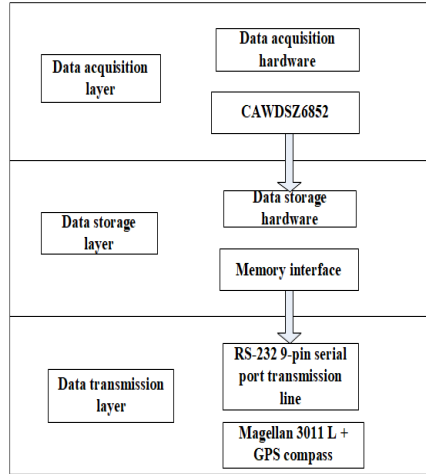 Data acquisition
layer
Data acquisition
hardware
CAWDSZ6852
Data storage
layer
Data storage
hardware
Memory interface
Data transmission
layer
RS-232 9-pin serial
port transmission
line
Magellan 3011 L +
GPS compass